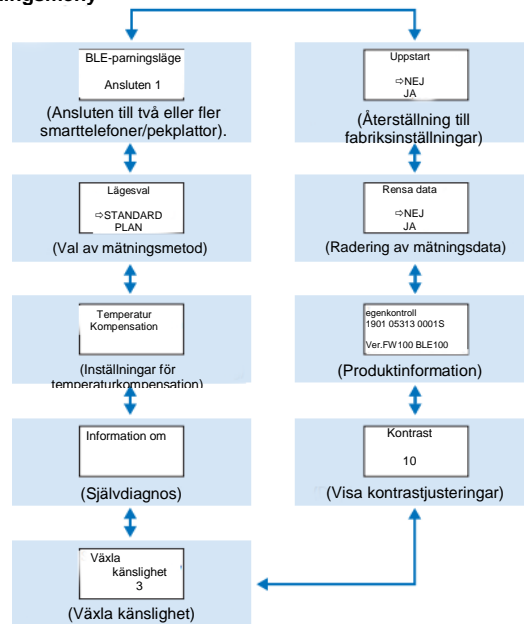 BLE-parningsläge
Ansluten 1
(Ansluten till två eller fler
smarttelefoner/pekplattor).
Lägesval
⇨STANDARD
PLAN
(Val av mätningsmetod)
Temperatur
Kompensation
(Inställningar för
temperaturkompensation)
Information om
(Självdiagnos)
Växla
känslighet
3
(Växla känslighet)
Uppstart
⇨NEJ
JA
(Återställning till
fabriksinställningar)
Rensa data
⇨NEJ
JA
(Radering av mätningsdata)
egenkontroll
1901 05313 0001S
Ver.FW100 BLE100
(Produktinformation)
Kontrast
10
(Visa kontrastjusteringar)